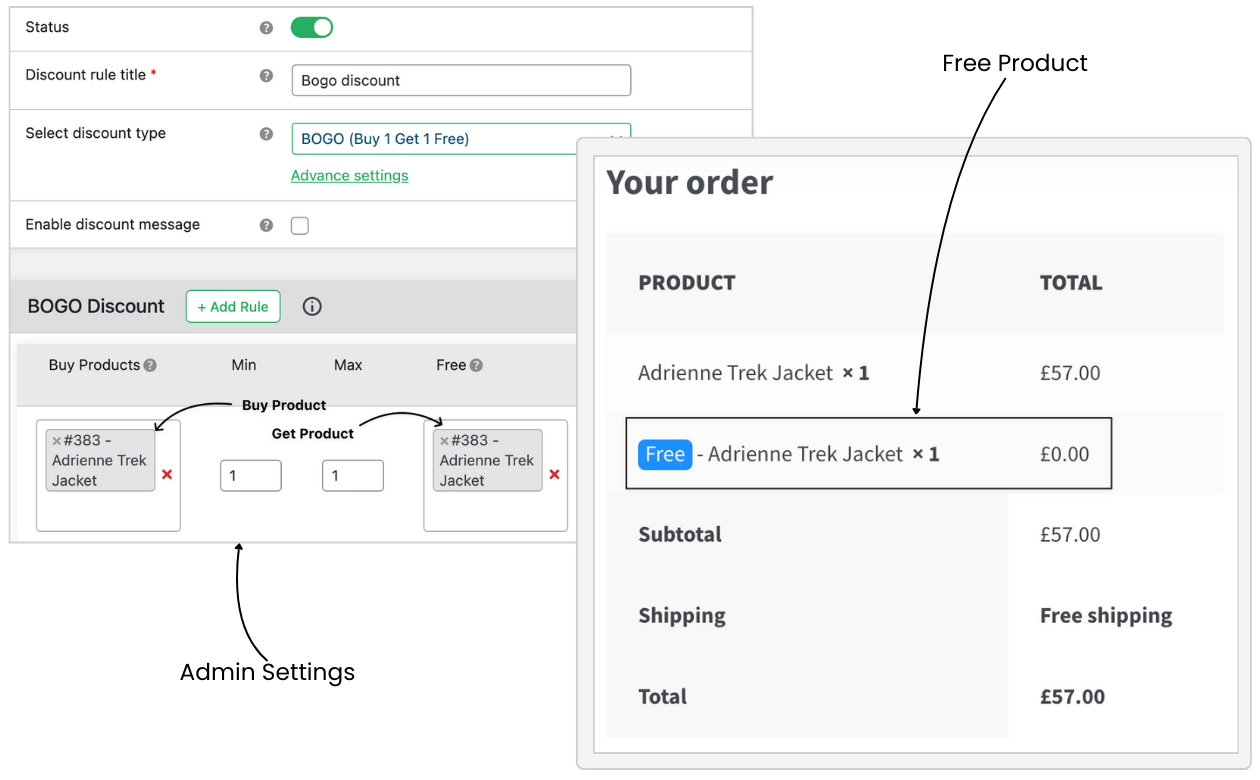 Status ?
Discount rule title * ? Bogo discount
Select discount type ? BOGO (Buy 1 Get 1 Free)
Advance settings
Enable discount message ?
BOGO Discount + Add Rule i
Buy Products ? Min Max Free ?
Buy Product
Get Product
×#383 -
Adrienne Trek
Jacket
1 1
×#383 -
Adrienne Trek
Jacket
Admin Settings
Free Product
Your order
PRODUCT TOTAL
Adrienne Trek Jacket × 1 £57.00
Free - Adrienne Trek Jacket × 1 £0.00
Subtotal £57.00
Shipping Free shipping
Total £57.00